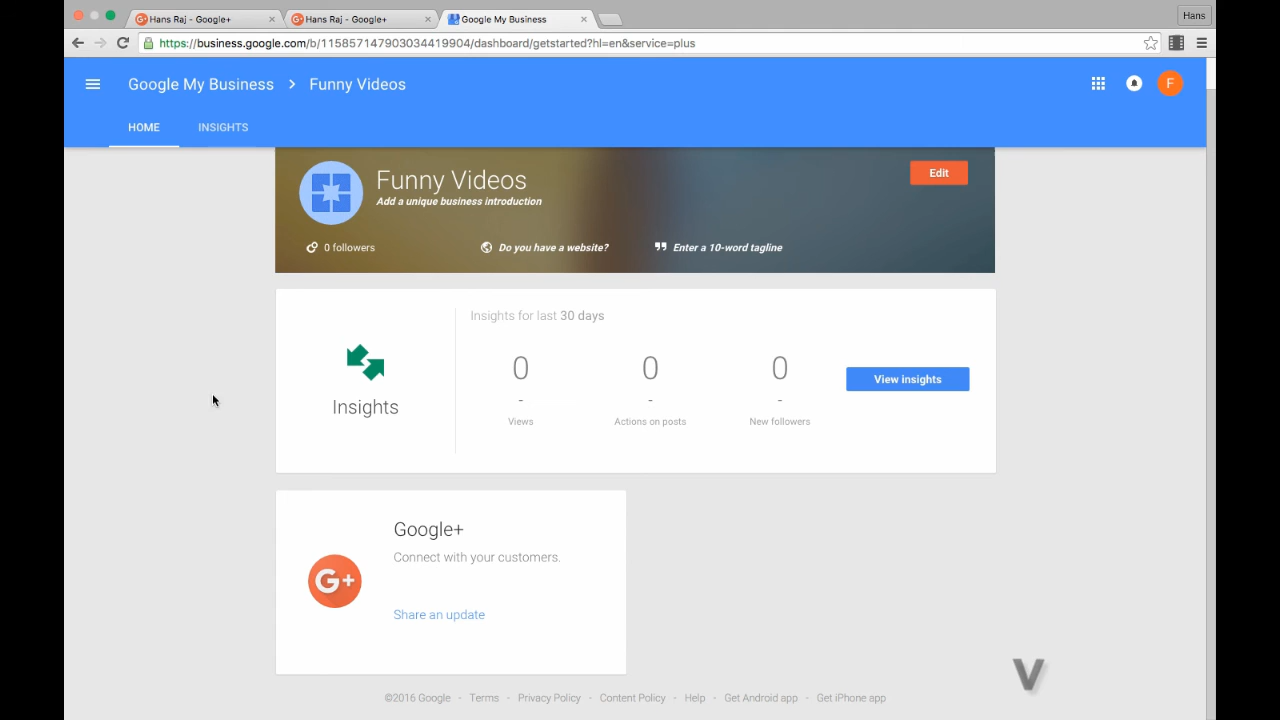 Hans Raj - Google+
Hans Raj - Google+
Google My Business
Hans
https://business.google.com/b/115857147903034419904/dashboard/getstarted?hl=en&service=plus
Google My Business > Funny Videos
F
HOME
INSIGHTS
Funny Videos
Edit
Add a unique business introduction
0 followers
Do you have a website?
Enter a 10-word tagline
Insights for last 30 days
0
0
0
-
-
-
View insights
Insights
Views
Actions on posts
New followers
Google+
Connect with your customers.
G+
Share an update
V
©2016 Google - Terms - Privacy Policy - Content Policy - Help - Get Android app - Get iPhone app